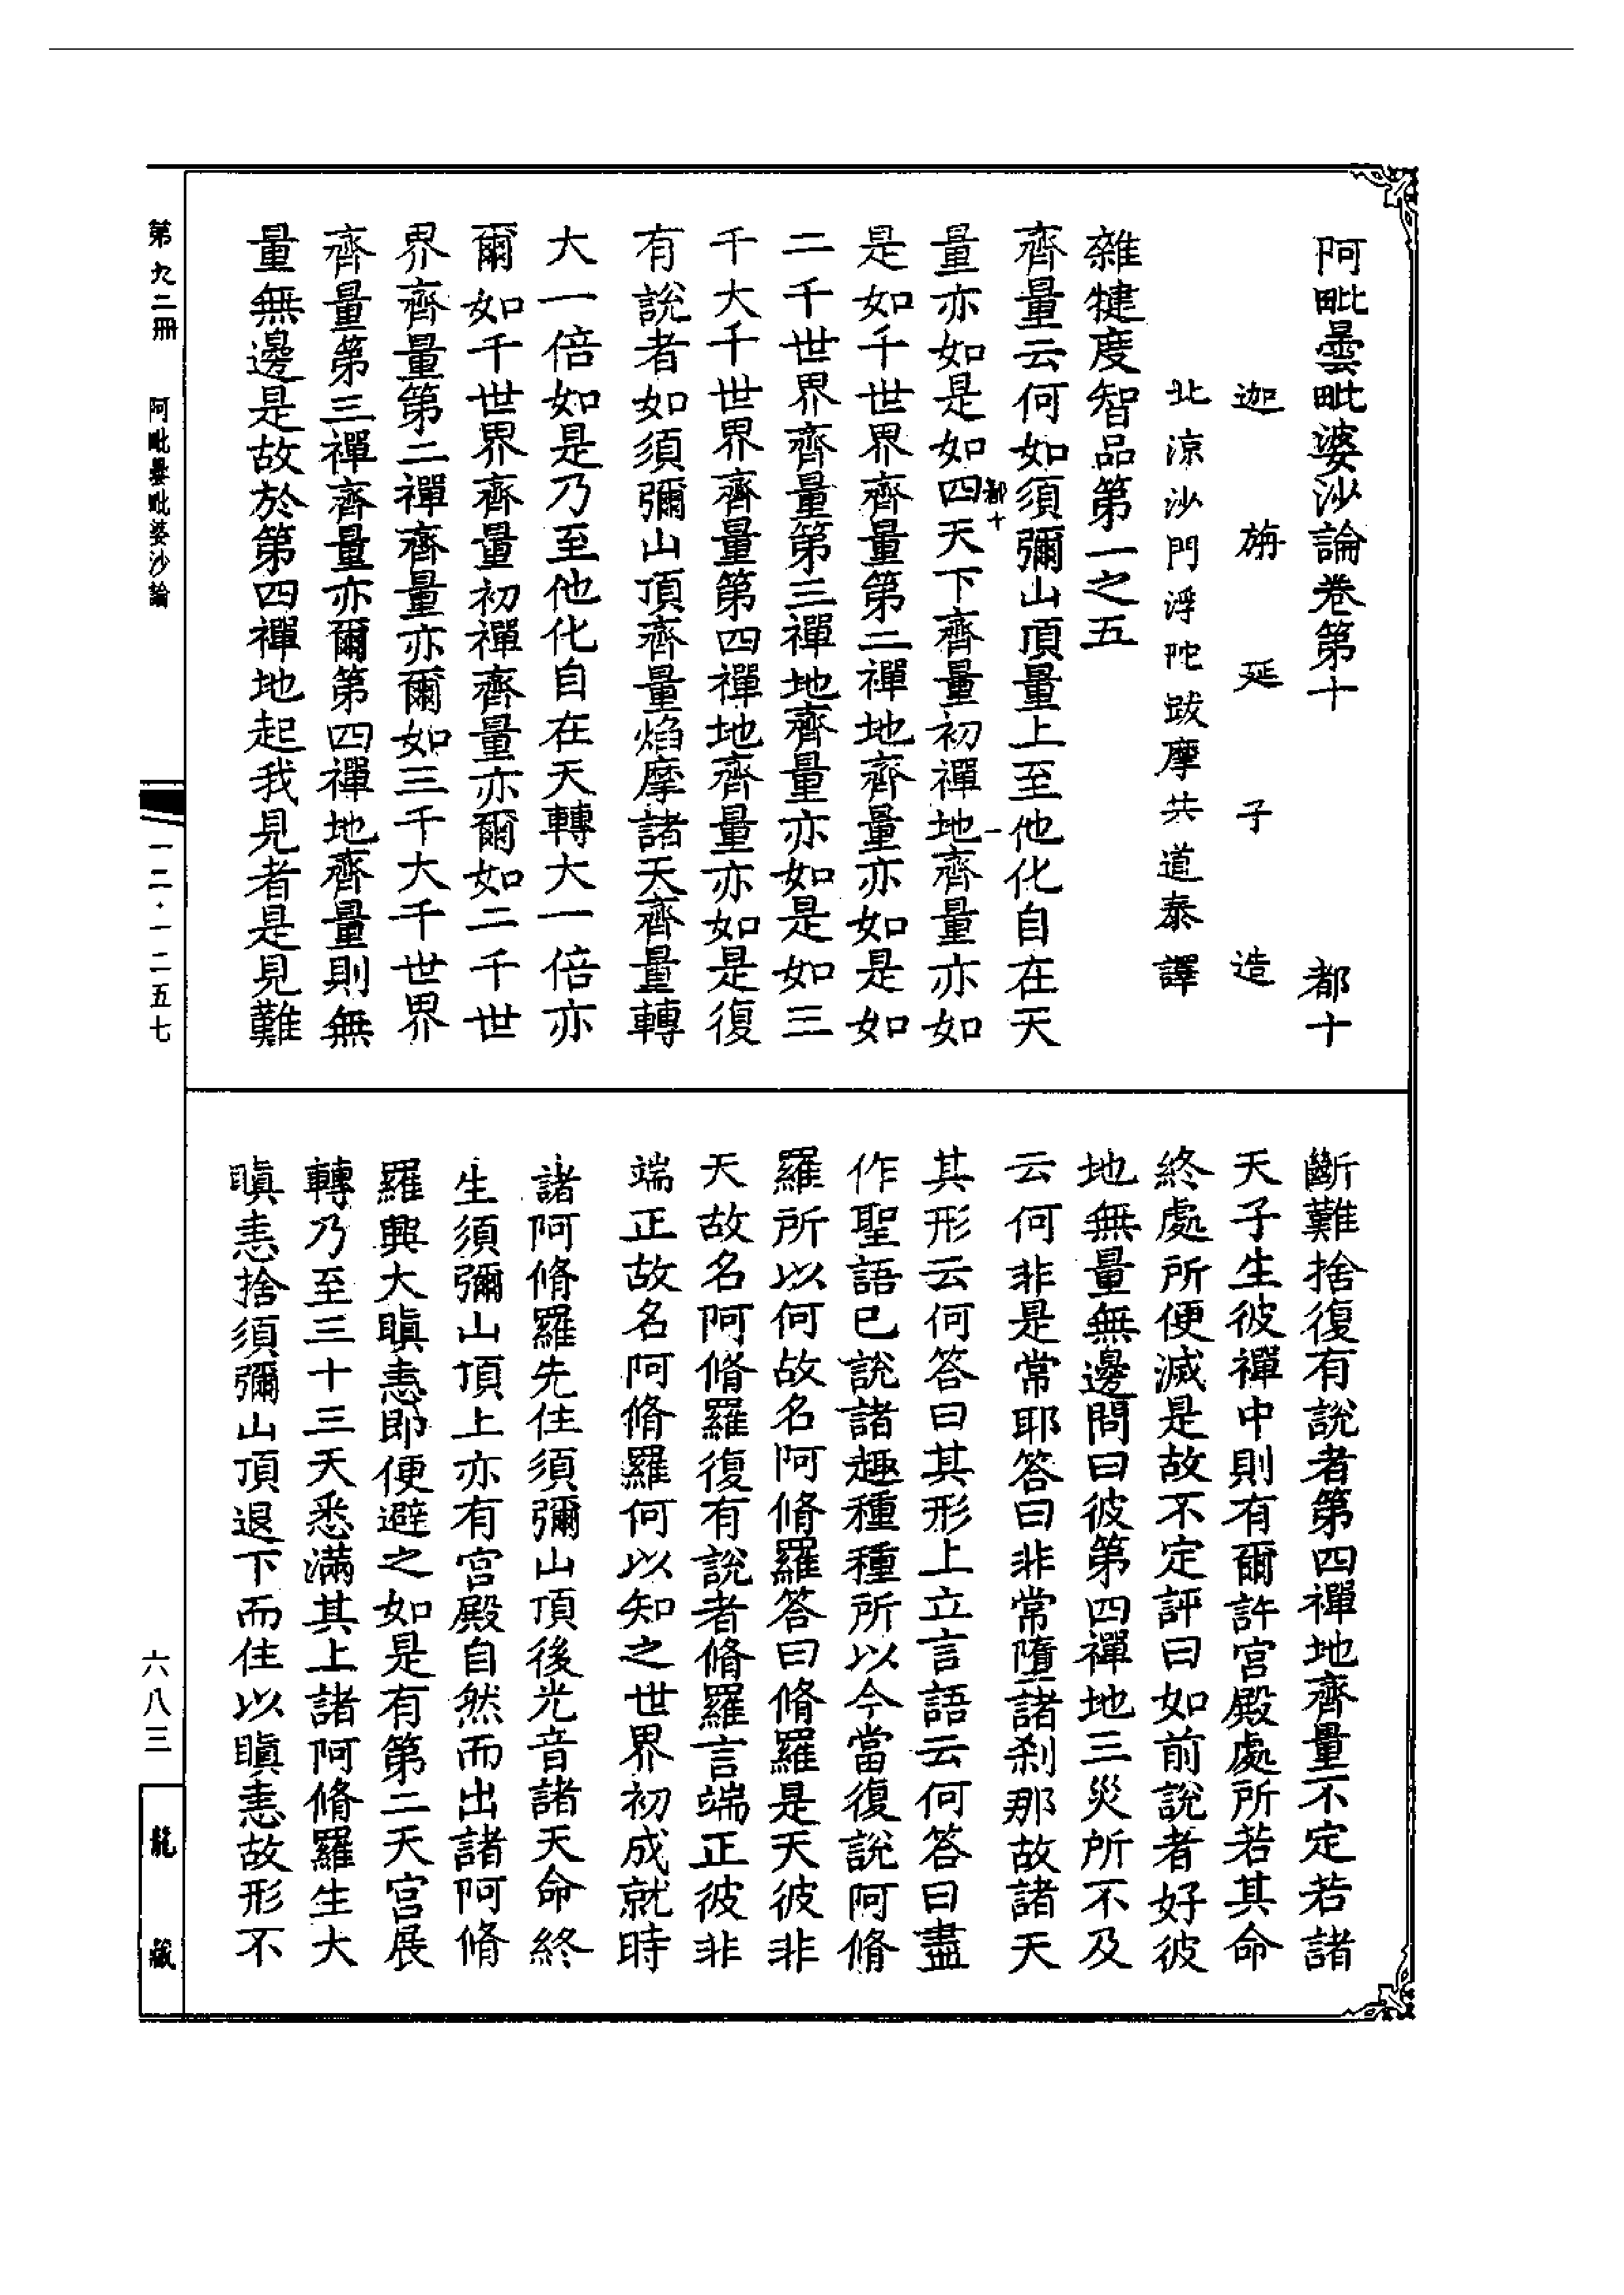 阿毗曇毗婆沙論卷第十　都十
迦旃延子造
北涼沙門浮陀跋摩共道泰譯
雜犍度智品第一之五
齊量云何如須彌山頂量上至他化自在天
量亦如是如四天下齊量初禪地齊量亦如
都十　一
是如千世界齊量第二禪地齊量亦如是如
二千世界齊量第三禪地齊量亦如是如三
千大千世界齊量第四禪地齊量亦如是復
有說者如須彌山頂齊量焰摩諸天齊量轉
大一倍如是乃至他化自在天轉大一倍亦
爾如千世界齊量初禪齊量亦爾如二千世
界齊量第二禪齊量亦爾如三千大千世界
齊量第三禪齊量亦爾第四禪地齊量則無
量無邊是故於第四禪地起我見者是見難
斷難捨復有說者第四禪地齊量不定若諸
天子生彼禪中則有爾許宮殿處所若其命
終處所便滅是故不定評曰如前說者好彼
地無量無邊問曰彼第四禪地三災所不及
云何非是常耶答曰非常墮諸剎那故諸天
其形云何答曰其形上立言語云何答曰盡
作聖語已說諸趣種種所以今當復說阿脩
羅所以何故名阿脩羅答曰脩羅是天彼非
天故名阿脩羅復有說者脩羅言端正彼非
端正故名阿脩羅何以知之世界初成就時
諸阿脩羅先住須彌山頂後光音諸天命終
生須彌山頂上亦有宮殿自然而出諸阿脩
羅興大瞋恚即便避之如是有第二天宮展
轉乃至三十三天悉滿其上諸阿脩羅生大
瞋恚捨須彌山頂退下而住以瞋恚故形不
第九二冊　阿毗曇毗婆沙論
一二·一二五七
六八三
龍藏